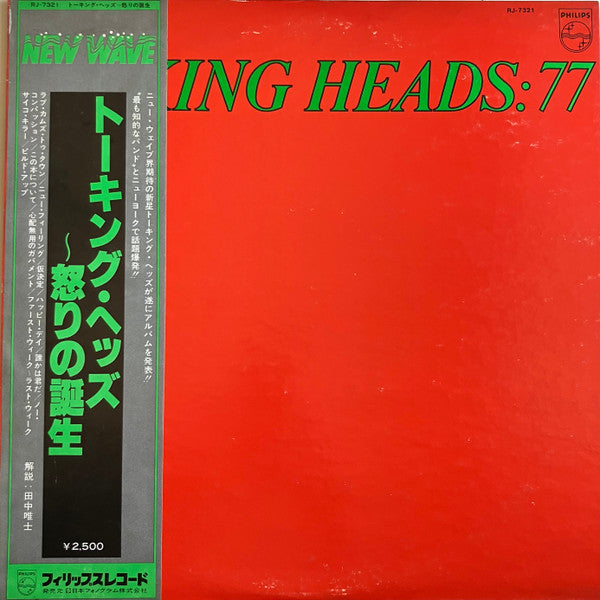 RJ-7321 トーキング・ヘッズ─怒りの誕生
NEW WAVE
ニュー・ウェイブ界期待の新星トーキング・ヘッズが遂にアルバムを発表!!
"最も知的なバンド"とニューヨークで話題爆発!!
トーキング・ヘッズ
～怒りの誕生
ラブ・カムズ・トゥ・タウン/ニュー・フィーリング/仮決定/ハッピー・デイ/誰かは君だ/ノー・
コンパッション/この本について/心配無用のガバメント/ファースト・ウィーク─ラスト・ウィーク
サイコ・キラー/ビルド・アップ
解説:田中唯士
￥2,500
PHILIPS
フィリップスレコード
発売元 日本フォノグラム株式会社
RJ-7321
PHILIPS
KING HEADS: 77